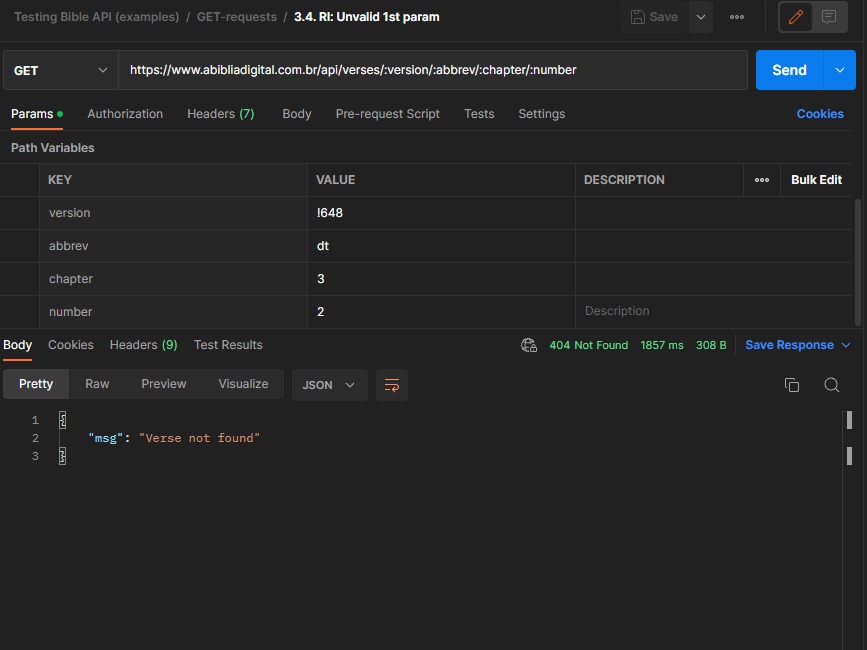 Testing Bible API (examples) / GET-requests / 3.4. RI: Unvalid 1st param Save
GET https://www.abibliadigital.com.br/api/verses/:version/:abbrev/:chapter/:number Send
Params Authorization Headers (7) Body Pre-request Script Tests Settings Cookies
Path Variables
KEY VALUE DESCRIPTION Bulk Edit
version !648
abbrev dt
chapter 3
number 2 Description
Body Cookies Headers (9) Test Results 404 Not Found 1857 ms 308 B Save Response
Pretty Raw Preview Visualize JSON
1 {
2 "msg": "Verse not found"
3 }